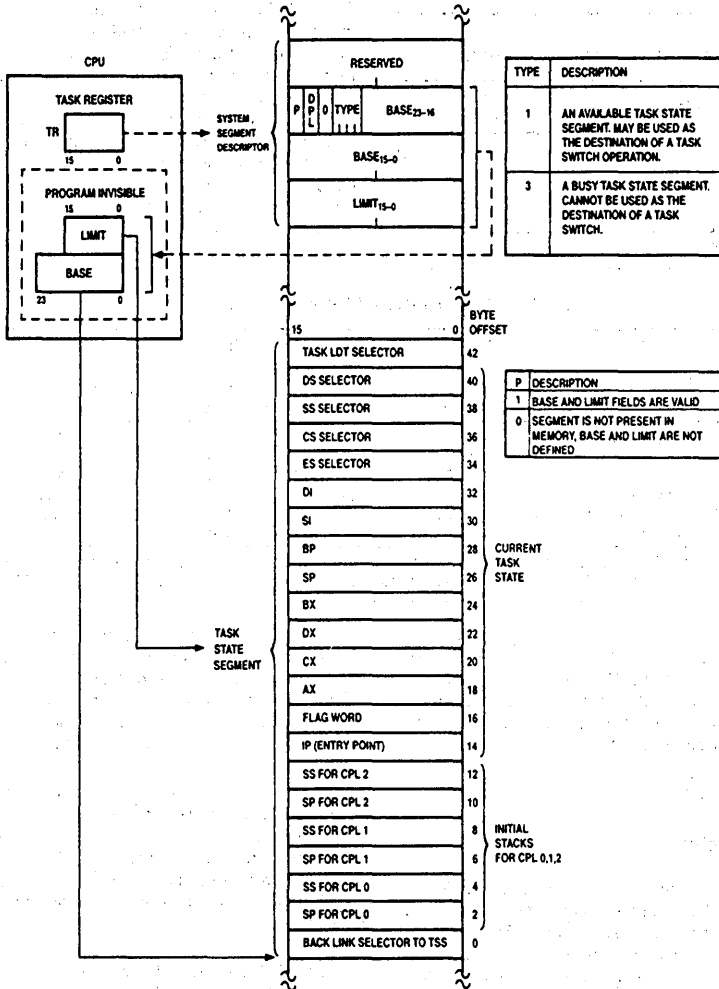 CPU
TASK REGISTER
TR
15 0
PROGRAM INVISIBLE
15 0
LIMIT
BASE
23 0
SYSTEM
SEGMENT
DESCRIPTOR
RESERVED
P DPL 0 TYPE BASE23–16
BASE15–0
LIMIT15–0
TYPE DESCRIPTION
1 AN AVAILABLE TASK STATE
SEGMENT. MAY BE USED AS
THE DESTINATION OF A TASK
SWITCH OPERATION.
3 A BUSY TASK STATE SEGMENT.
CANNOT BE USED AS THE
DESTINATION OF A TASK
SWITCH.
15 0 BYTE
OFFSET
TASK LDT SELECTOR 42
DS SELECTOR 40
SS SELECTOR 38
CS SELECTOR 36
ES SELECTOR 34
DI 32
SI 30
BP 28
SP 26
BX 24
DX 22
CX 20
AX 18
FLAG WORD 16
IP (ENTRY POINT) 14
SS FOR CPL 2 12
SP FOR CPL 2 10
SS FOR CPL 1 8
SP FOR CPL 1 6
SS FOR CPL 0 4
SP FOR CPL 0 2
BACK LINK SELECTOR TO TSS 0
P DESCRIPTION
1 BASE AND LIMIT FIELDS ARE VALID
0 SEGMENT IS NOT PRESENT IN
MEMORY, BASE AND LIMIT ARE NOT
DEFINED
CURRENT
TASK
STATE
TASK
STATE
SEGMENT
INITIAL
STACKS
FOR CPL 0,1,2